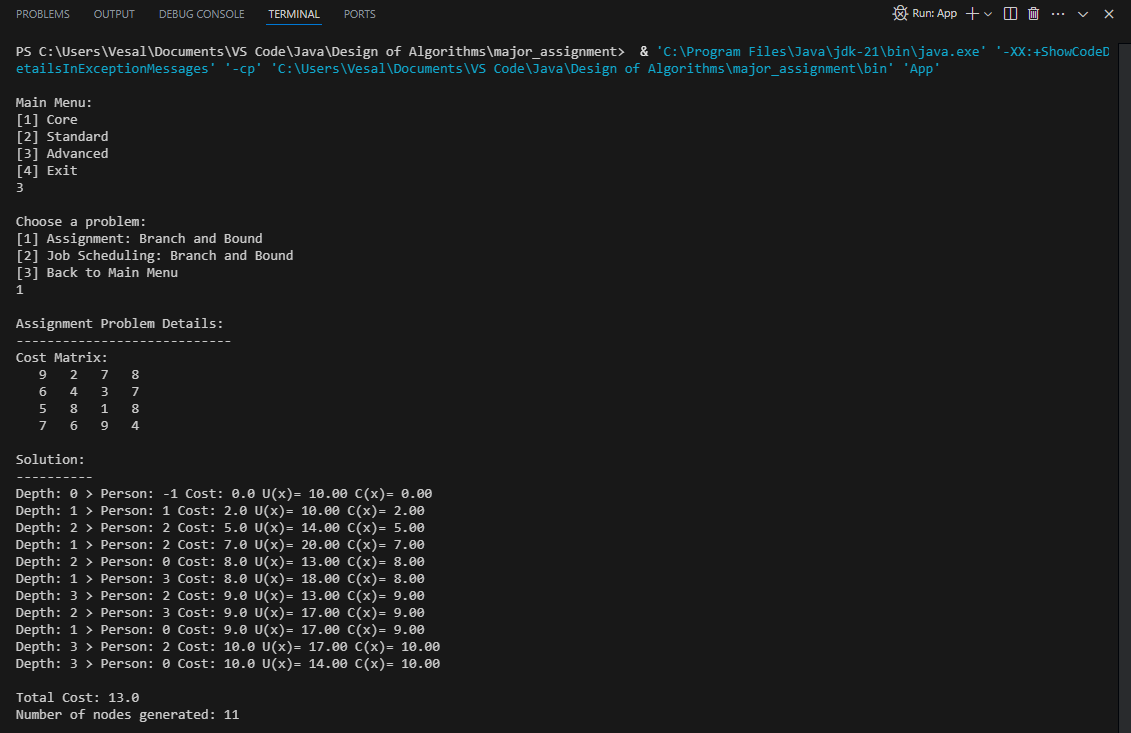 PROBLEMS OUTPUT DEBUG CONSOLE TERMINAL PORTS Run: App
PS C:\Users\Vesal\Documents\VS Code\Java\Design of Algorithms\major_assignment> & 'C:\Program Files\Java\jdk-21\bin\java.exe' '-XX:+ShowCodeD
etailsInExceptionMessages' '-cp' 'C:\Users\Vesal\Documents\VS Code\Java\Design of Algorithms\major_assignment\bin' 'App'
Main Menu:
[1] Core
[2] Standard
[3] Advanced
[4] Exit
3
Choose a problem:
[1] Assignment: Branch and Bound
[2] Job Scheduling: Branch and Bound
[3] Back to Main Menu
1
Assignment Problem Details:
----------------------------
Cost Matrix:
9 2 7 8
6 4 3 7
5 8 1 8
7 6 9 4
Solution:
----------
Depth: 0 > Person: -1 Cost: 0.0 U(x)= 10.00 C(x)= 0.00
Depth: 1 > Person: 1 Cost: 2.0 U(x)= 10.00 C(x)= 2.00
Depth: 2 > Person: 2 Cost: 5.0 U(x)= 14.00 C(x)= 5.00
Depth: 1 > Person: 2 Cost: 7.0 U(x)= 20.00 C(x)= 7.00
Depth: 2 > Person: 0 Cost: 8.0 U(x)= 13.00 C(x)= 8.00
Depth: 1 > Person: 3 Cost: 8.0 U(x)= 18.00 C(x)= 8.00
Depth: 3 > Person: 2 Cost: 9.0 U(x)= 13.00 C(x)= 9.00
Depth: 2 > Person: 3 Cost: 9.0 U(x)= 17.00 C(x)= 9.00
Depth: 1 > Person: 0 Cost: 9.0 U(x)= 17.00 C(x)= 9.00
Depth: 3 > Person: 2 Cost: 10.0 U(x)= 17.00 C(x)= 10.00
Depth: 3 > Person: 0 Cost: 10.0 U(x)= 14.00 C(x)= 10.00
Total Cost: 13.0
Number of nodes generated: 11